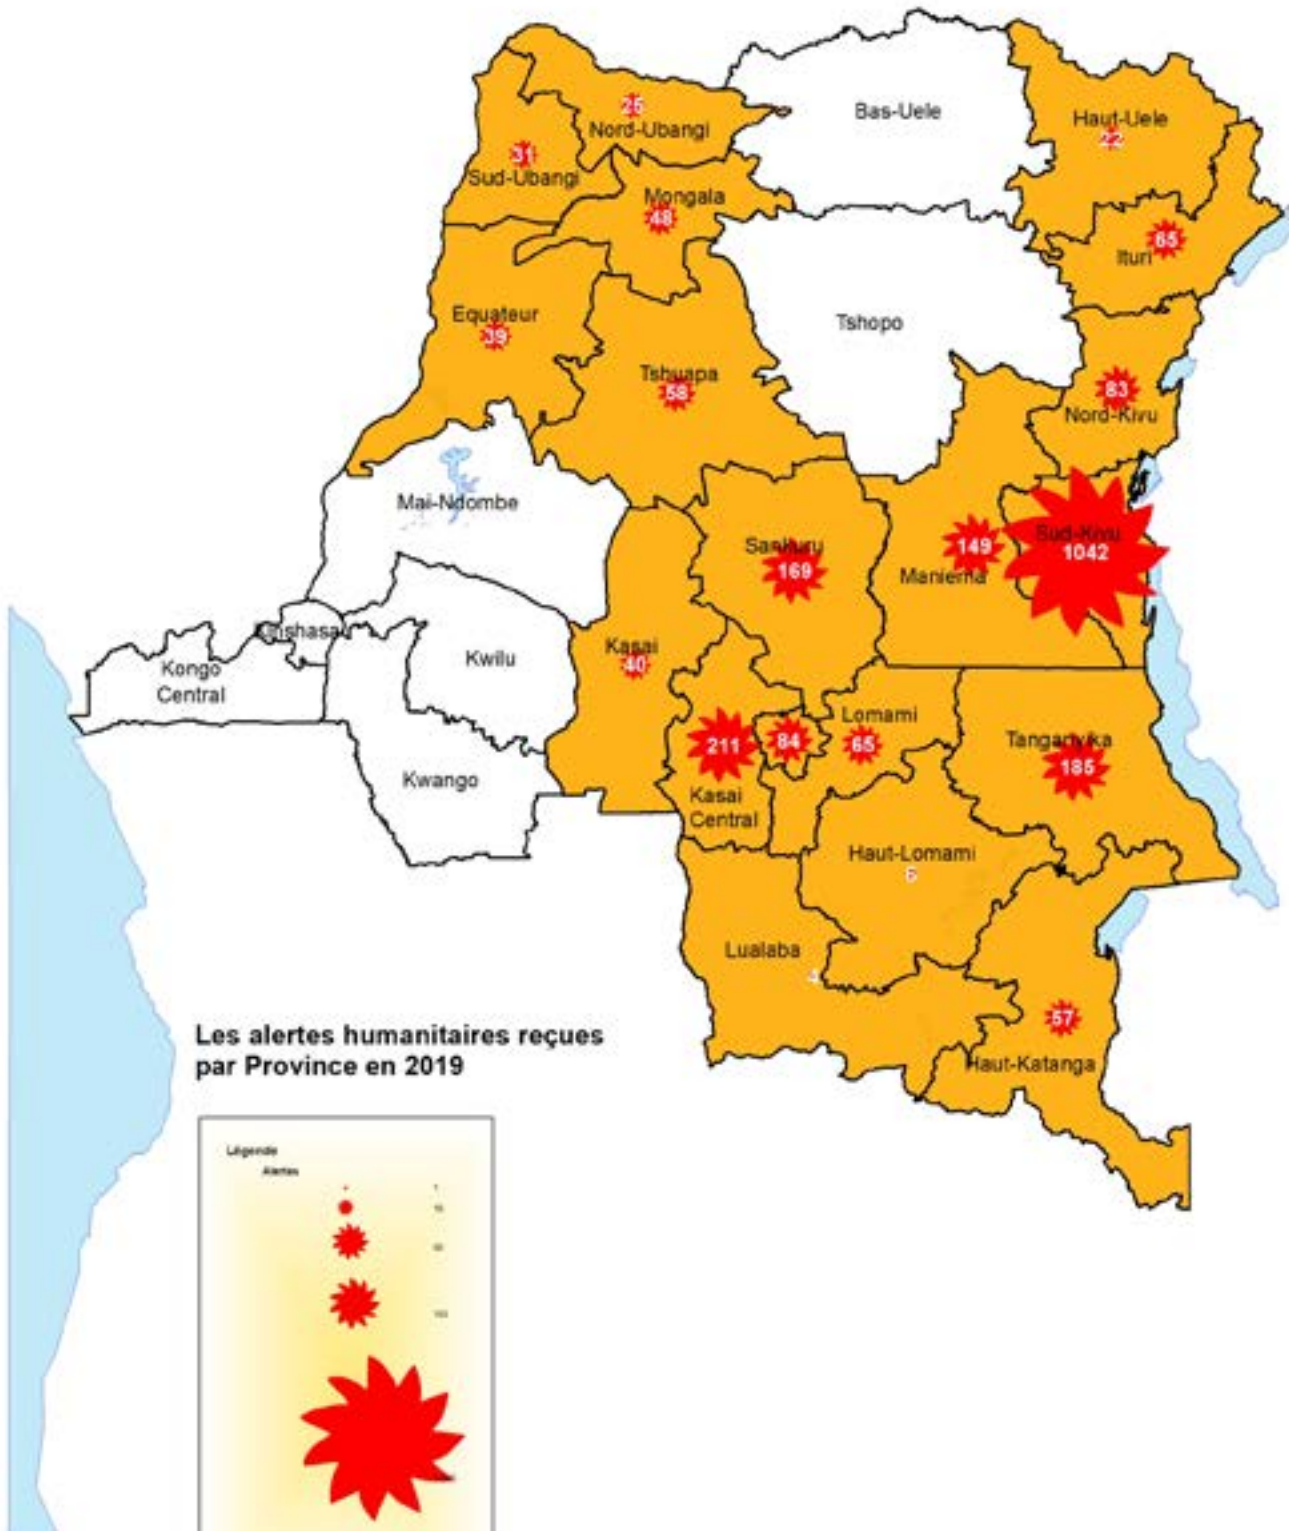 25
Nord-Ubangi
Bas-Uele
Haut-Uele
22
31
Sud-Ubangi
Mongala
48
65
Ituri
Equateur
39
Tshopo
Tshuapa
58
83
Nord-Kivu
Mai-Ndombe
Sankuru
169
149
Maniema
Sud-Kivu
1042
Kinshasa
Kongo
Central
Kwilu
Kasai
40
Kwango
211
Kasai
Central
84
Lomami
65
Tanganyika
185
Haut-Lomami
6
Lualaba
4
57
Haut-Katanga
Les alertes humanitaires reçues
par Province en 2019
Légende
Alertes
1